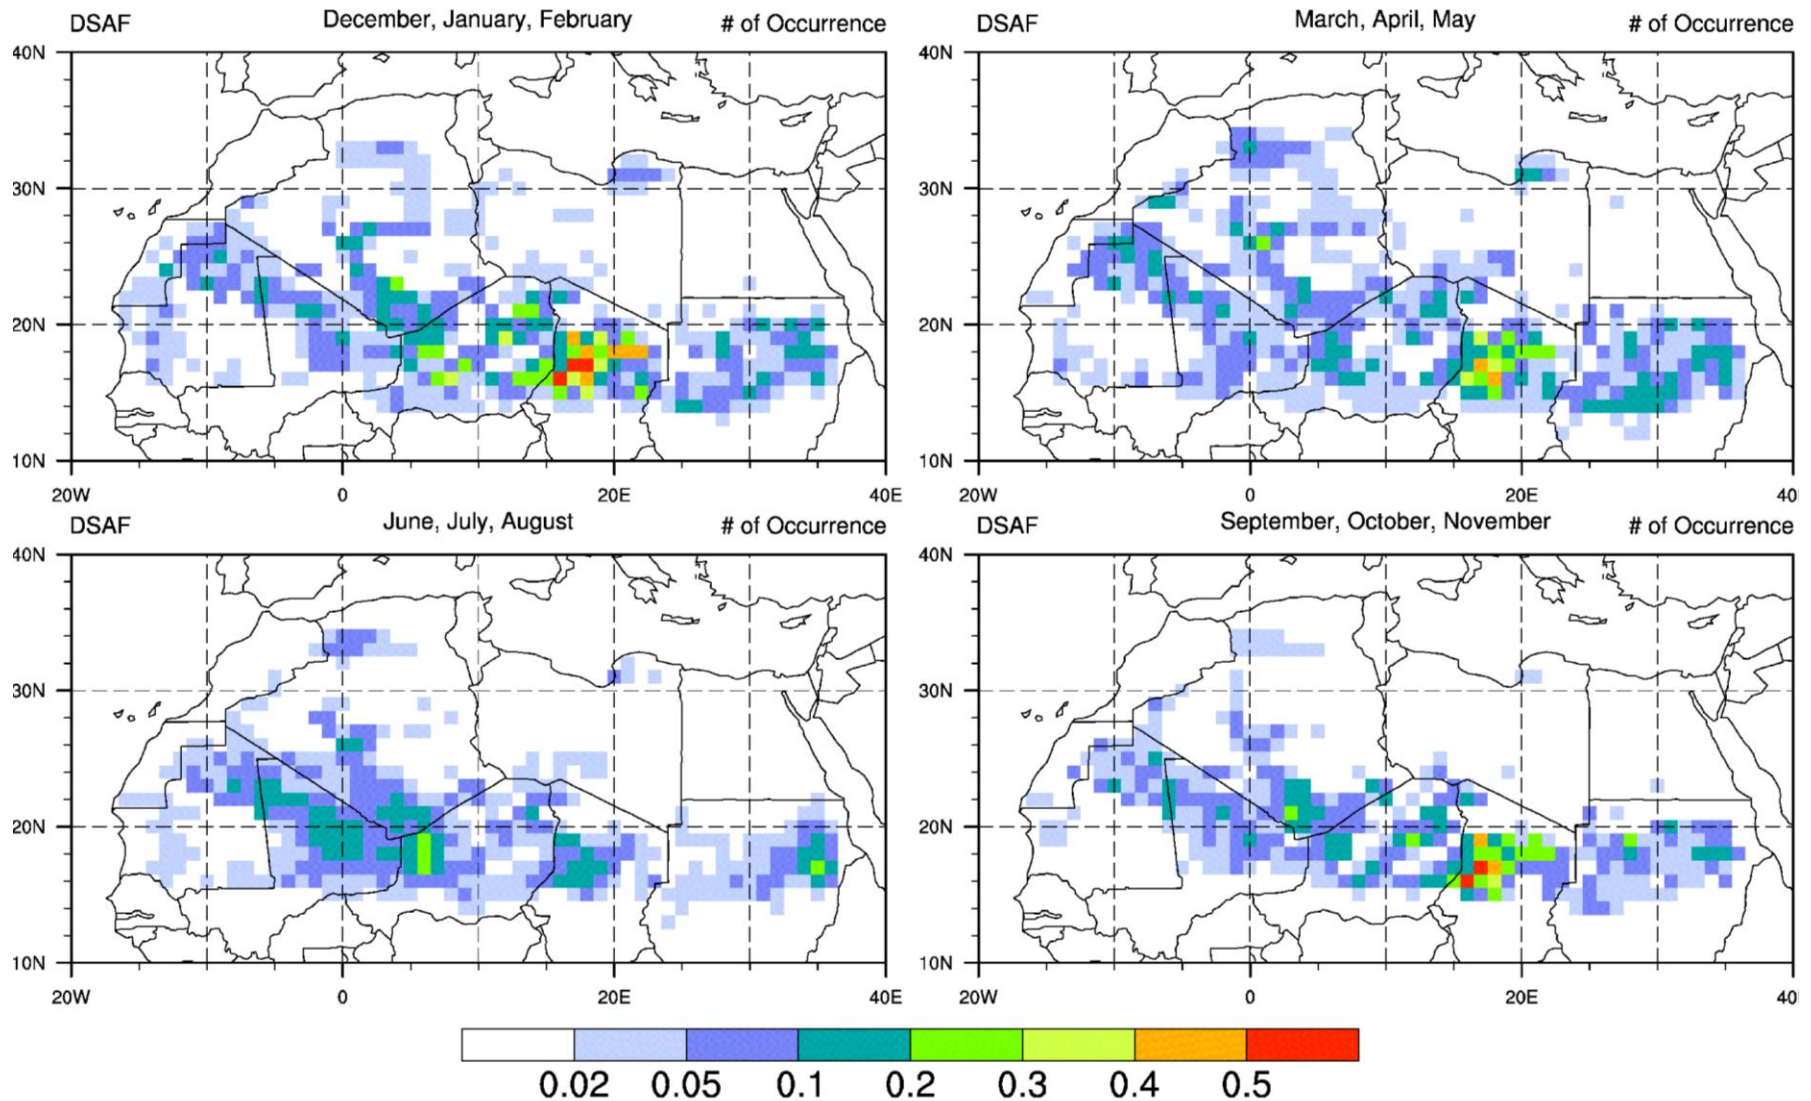 DSAF December, January, February # of Occurrence
DSAF March, April, May # of Occurrence
40N
30N
20N
10N
20W 0 20E 40E
40N
30N
20N
10N
20W 0 20E 40
DSAF June, July, August # of Occurrence
DSAF September, October, November # of Occurrence
40N
30N
20N
10N
20W 0 20E 40E
40N
30N
20N
10N
20W 0 20E 40
0.02 0.05 0.1 0.2 0.3 0.4 0.5